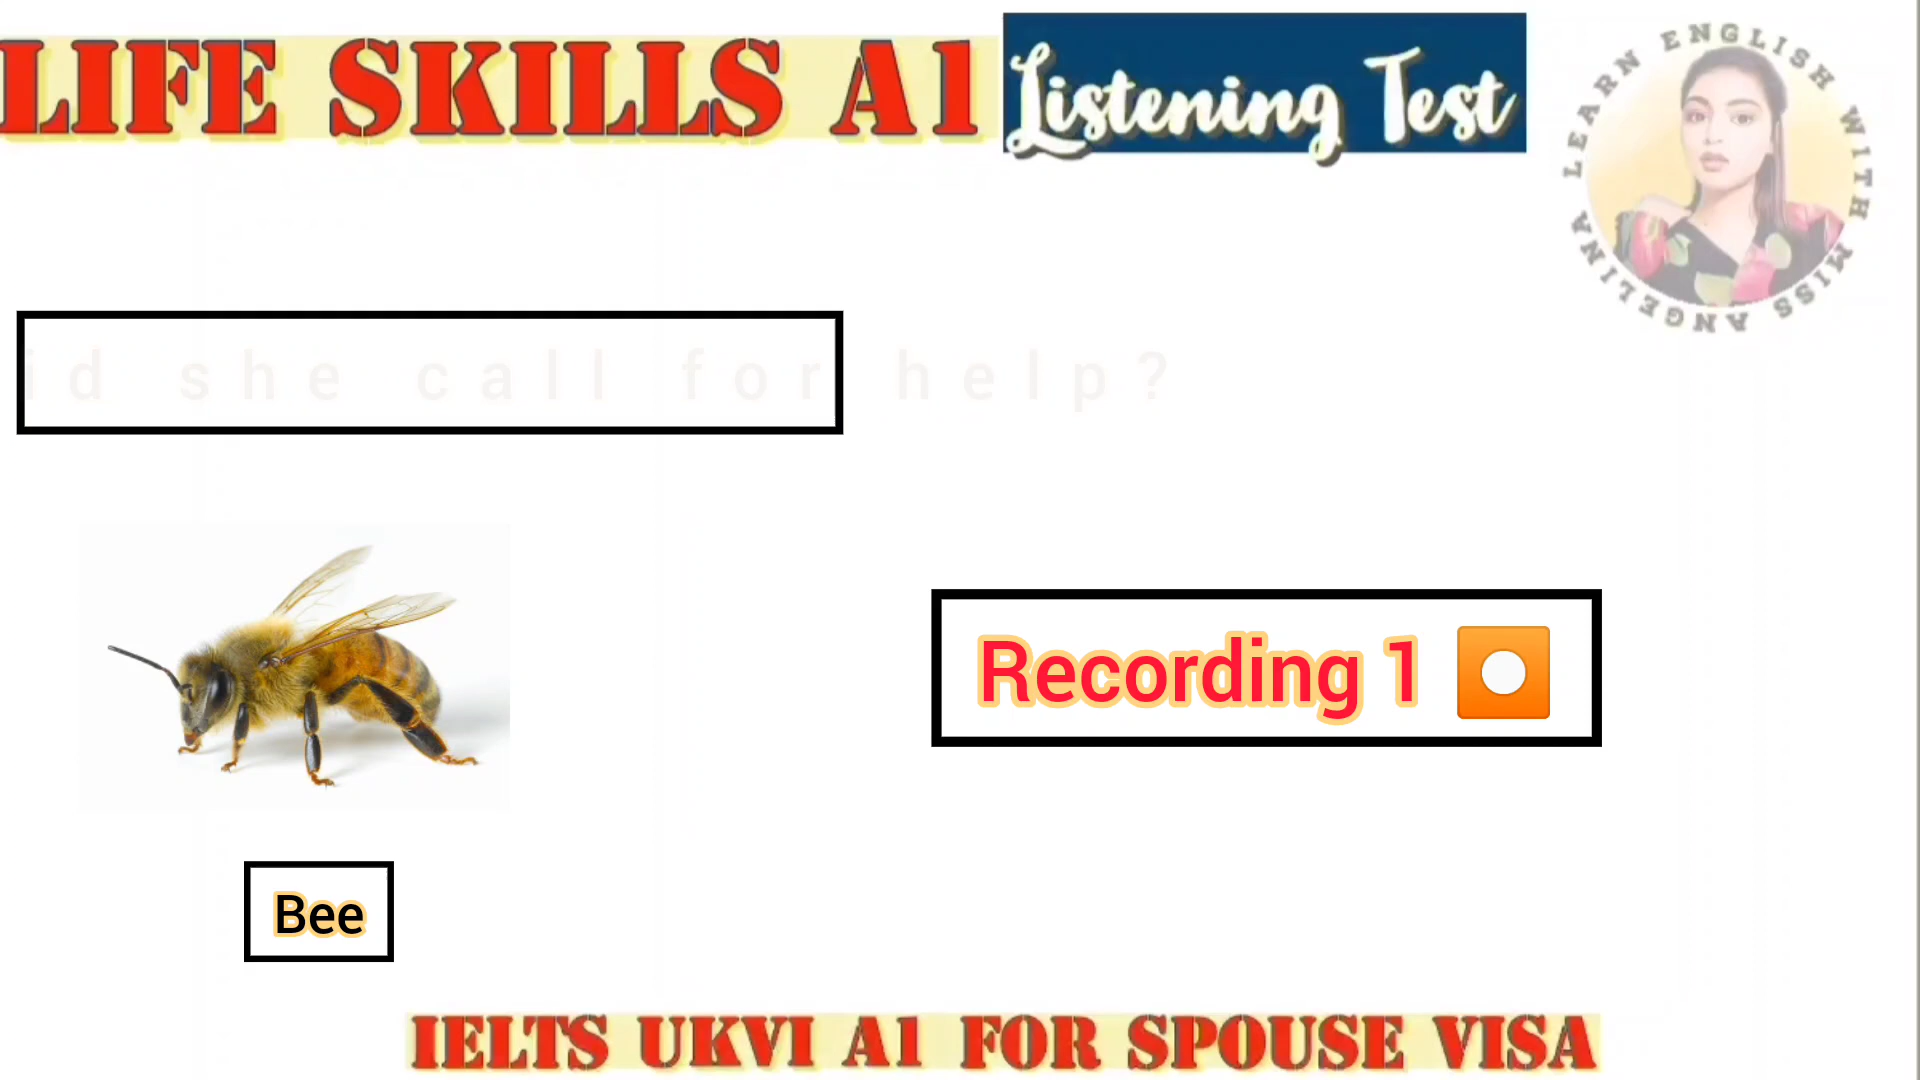 LIFE SKILLS A1 Listening Test
LEARN ENGLISH WITH MISS ANGELINA
id she call for help?
Recording 1
Bee
IELTS UKVI A1 FOR SPOUSE VISA